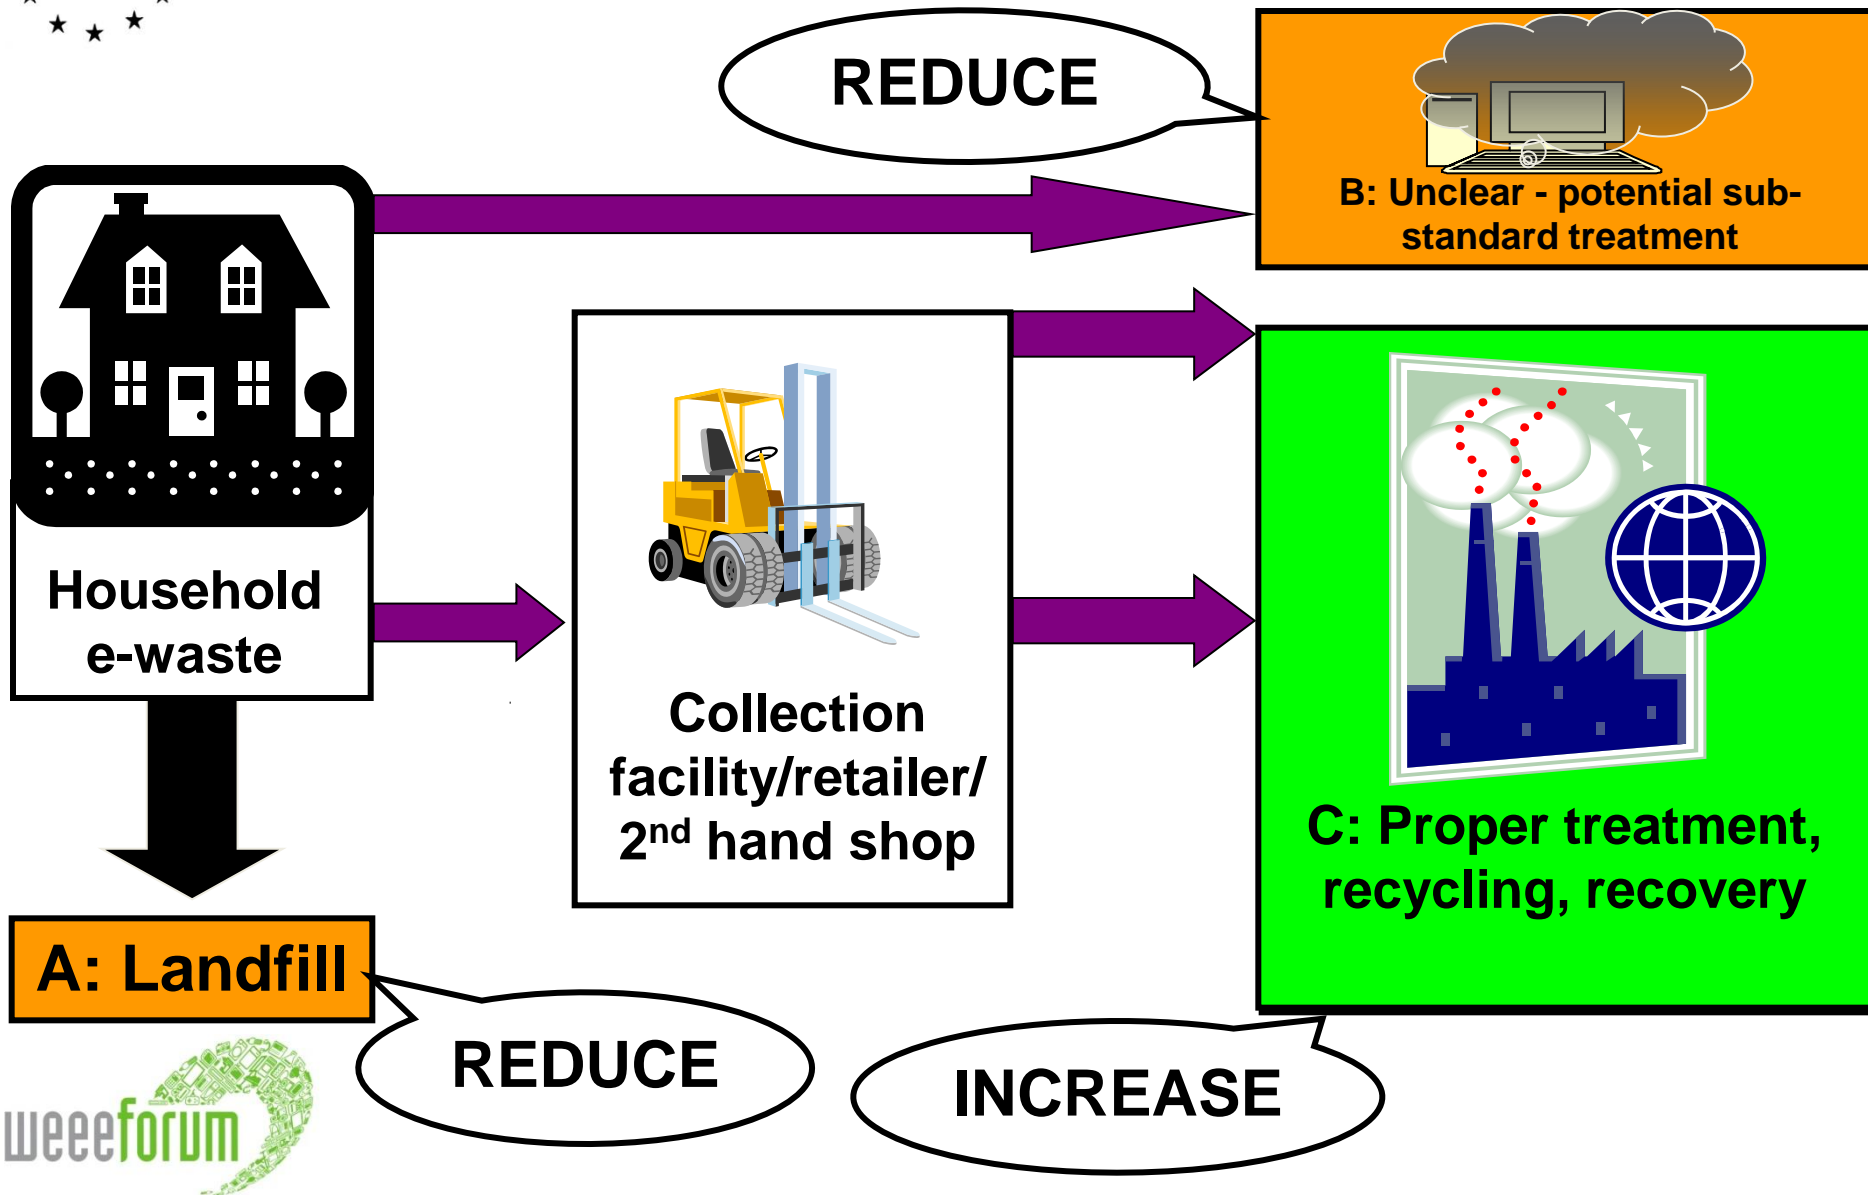 REDUCE
B: Unclear - potential sub-
standard treatment
Household
e-waste
Collection
facility/retailer/
2nd hand shop
C: Proper treatment,
recycling, recovery
A: Landfill
REDUCE
INCREASE
weeeforum